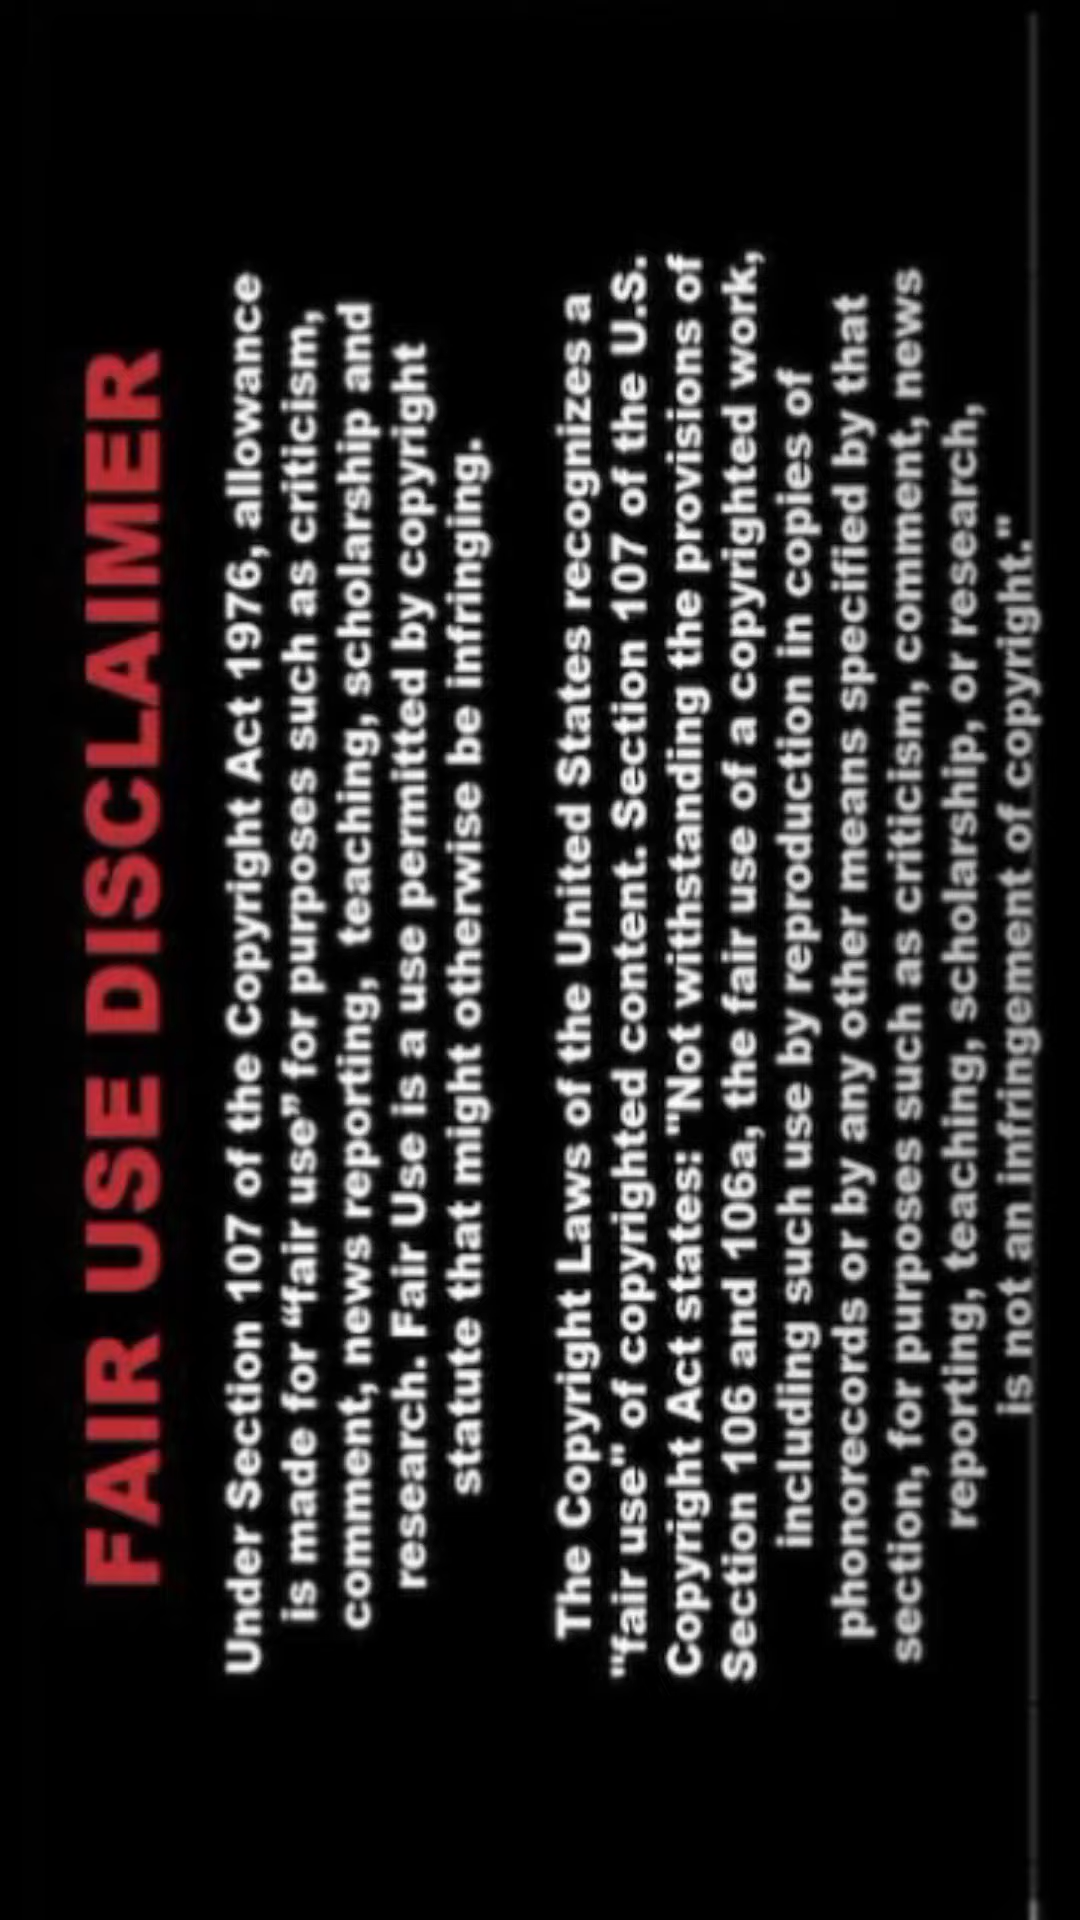 FAIR USE DISCLAIMER
Under Section 107 of the Copyright Act 1976, allowance
is made for “fair use” for purposes such as criticism,
comment, news reporting, teaching, scholarship and
research. Fair Use is a use permitted by copyright
statute that might otherwise be infringing.
The Copyright Laws of the United States recognizes a
"fair use" of copyrighted content. Section 107 of the U.S.
Copyright Act states: "Not withstanding the provisions of
Section 106 and 106a, the fair use of a copyrighted work,
including such use by reproduction in copies of
phonorecords or by any other means specified by that
section, for purposes such as criticism, comment, news
reporting, teaching, scholarship, or research,
is not an infringement of copyright."